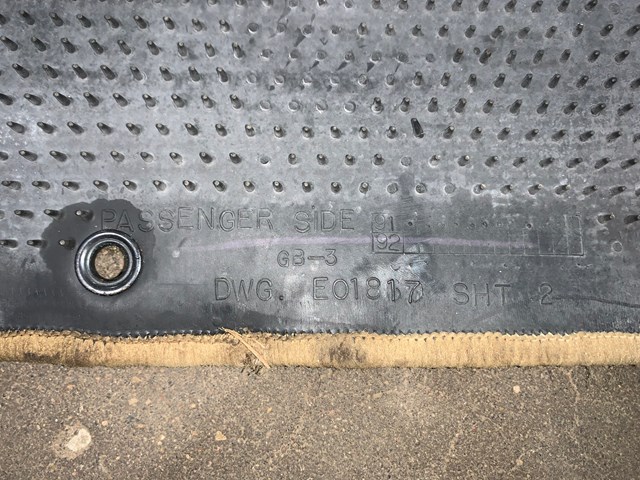 PASSENGER SIDE 91
92
GB-3
DWG. E01817 SHT 2